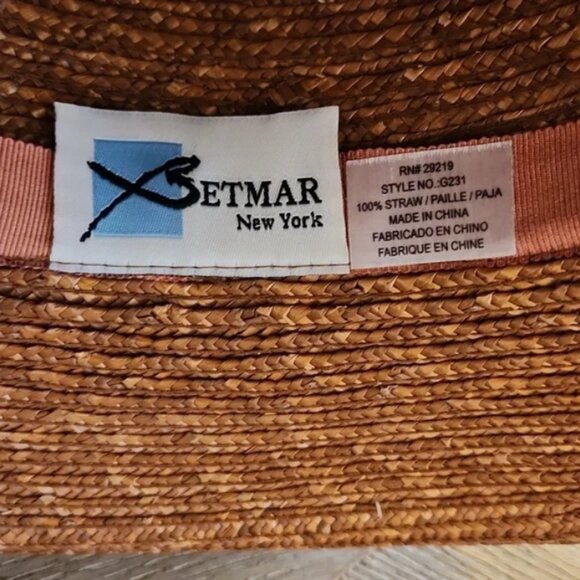 BETMAR
New York
RN# 29219
STYLE NO.:G231
100% STRAW / PAILLE / PAJA
MADE IN CHINA
FABRICADO EN CHINO
FABRIQUE EN CHINE